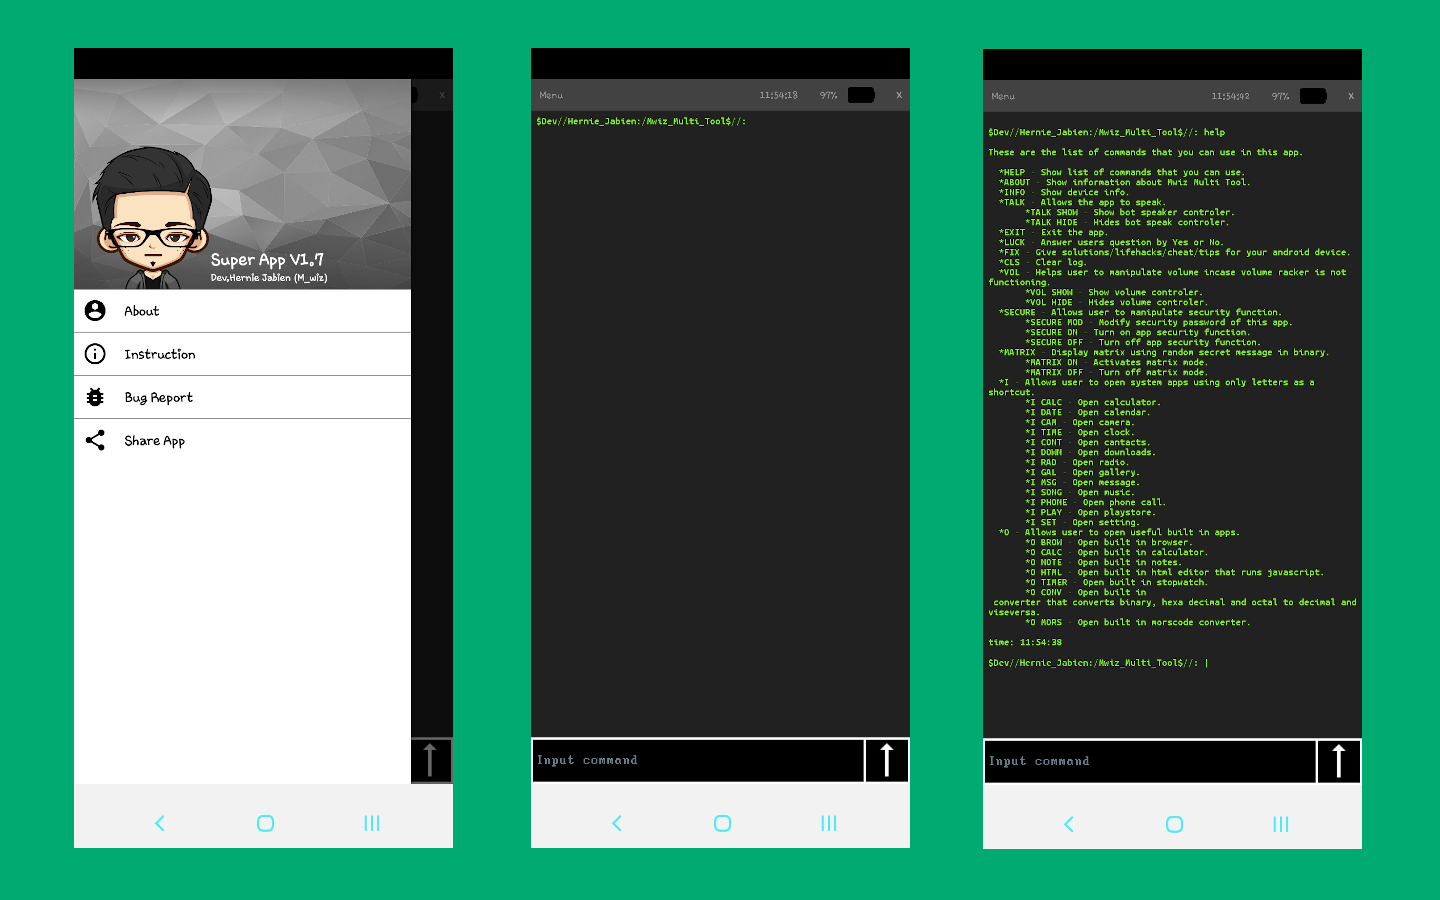 X
Super App V1.7
Dev,Hernie Jabien (M_wiz)
About
Instruction
Bug Report
Share App
Menu 11:54:18 97% X
$Dev//Hernie_Jabien:/Mwiz_Multi_Tool$//:
Input command
Menu 11:54:42 97% X
$Dev//Hernie_Jabien:/Mwiz_Multi_Tool$//: help
These are the list of commands that you can use in this app.
*HELP - Show list of commands that you can use.
*ABOUT - Show information about Mwiz Multi Tool.
*INFO - Show device info.
*TALK - Allows the app to speak.
*TALK SHOW - Show bot speaker controler.
*TALK HIDE - Hides bot speak controler.
*EXIT - Exit the app.
*LUCK - Answer users question by Yes or No.
*FIX - Give solutions/lifehacks/cheat/tips for your android device.
*CLS - Clear log.
*VOL - Helps user to manipulate volume incase volume racker is not
functioning.
*VOL SHOW - Show volume controler.
*VOL HIDE - Hides volume controler.
*SECURE - Allows user to manipulate security function.
*SECURE MOD - Modify security password of this app.
*SECURE ON - Turn on app security function.
*SECURE OFF - Turn off app security function.
*MATRIX - Display matrix using random secret message in binary.
*MATRIX ON - Activates matrix mode.
*MATRIX OFF - Turn off matrix mode.
*I - Allows user to open system apps using only letters as a
shortcut.
*I CALC - Open calculator.
*I DATE - Open calendar.
*I CAM - Open camera.
*I TIME - Open clock.
*I CONT - Open cantacts.
*I DOWN - Open downloads.
*I RAD - Open radio.
*I GAL - Open gallery.
*I MSG - Open message.
*I SONG - Open music.
*I PHONE - Open phone call.
*I PLAY - Open playstore.
*I SET - Open setting.
*O - Allows user to open useful built in apps.
*O BROW - Open built in browser.
*O CALC - Open built in calculator.
*O NOTE - Open built in notes.
*O HTML - Open built in html editor that runs javascript.
*O TIMER - Open built in stopwatch.
*O CONV - Open built in
converter that converts binary, hexa decimal and octal to decimal and
viseversa.
*O MORS - Open built in morscode converter.
time: 11:54:38
$Dev//Hernie_Jabien:/Mwiz_Multi_Tool$//: |
Input command